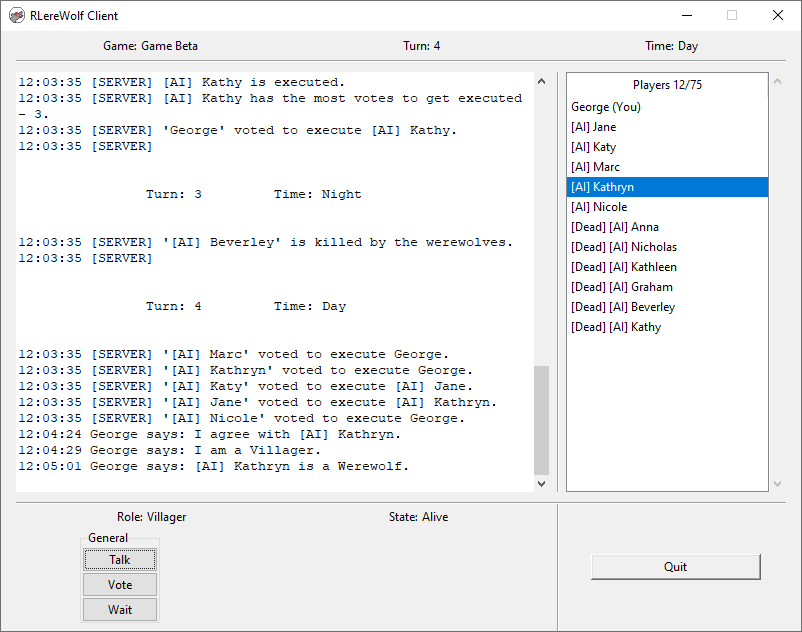 RLereWolf Client
Game: Game Beta Turn: 4 Time: Day
12:03:35 [SERVER] [AI] Kathy is executed.
12:03:35 [SERVER] [AI] Kathy has the most votes to get executed
- 3.
12:03:35 [SERVER] 'George' voted to execute [AI] Kathy.
12:03:35 [SERVER]
Turn: 3 Time: Night
12:03:35 [SERVER] '[AI] Beverley' is killed by the werewolves.
12:03:35 [SERVER]
Turn: 4 Time: Day
12:03:35 [SERVER] '[AI] Marc' voted to execute George.
12:03:35 [SERVER] '[AI] Kathryn' voted to execute George.
12:03:35 [SERVER] '[AI] Katy' voted to execute [AI] Jane.
12:03:35 [SERVER] '[AI] Jane' voted to execute [AI] Kathryn.
12:03:35 [SERVER] '[AI] Nicole' voted to execute George.
12:04:24 George says: I agree with [AI] Kathryn.
12:04:29 George says: I am a Villager.
12:05:01 George says: [AI] Kathryn is a Werewolf.
Players 12/75
George (You)
[AI] Jane
[AI] Katy
[AI] Marc
[AI] Kathryn
[AI] Nicole
[Dead] [AI] Anna
[Dead] [AI] Nicholas
[Dead] [AI] Kathleen
[Dead] [AI] Graham
[Dead] [AI] Beverley
[Dead] [AI] Kathy
Role: Villager State: Alive
General
Talk
Vote
Wait
Quit